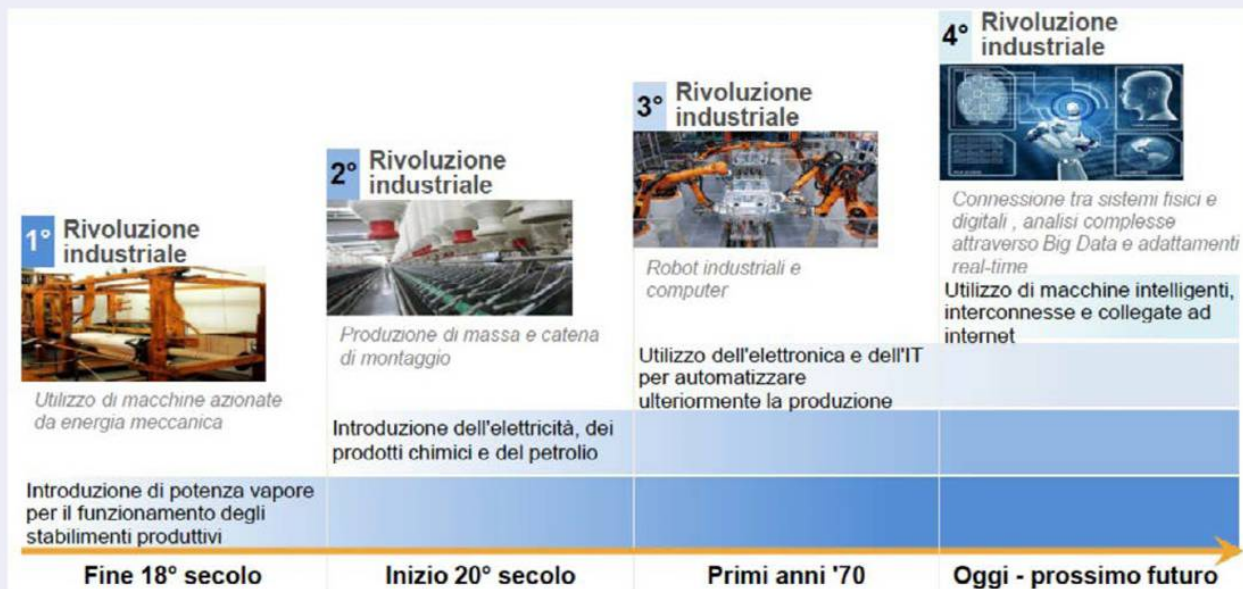 1°
Rivoluzione
industriale
Utilizzo di macchine azionate
da energia meccanica
Introduzione di potenza vapore
per il funzionamento degli
stabilimenti produttivi
Fine 18° secolo
2°
Rivoluzione
industriale
Produzione di massa e catena
di montaggio
Introduzione dell'elettricità, dei
prodotti chimici e del petrolio
Inizio 20° secolo
3°
Rivoluzione
industriale
Robot industriali e
computer
Utilizzo dell'elettronica e dell'IT
per automatizzare
ulteriormente la produzione
Primi anni '70
4°
Rivoluzione
industriale
Connessione tra sistemi fisici e
digitali , analisi complesse
attraverso Big Data e adattamenti
real-time
Utilizzo di macchine intelligenti,
interconnesse e collegate ad
internet
Oggi - prossimo futuro